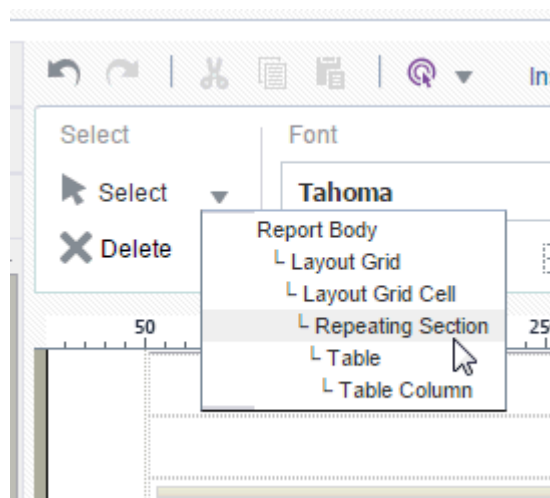 In
Select
Font
Select
Tahoma
Delete
Report Body
Layout Grid
Layout Grid Cell
Repeating Section
Table
Table Column
50
25